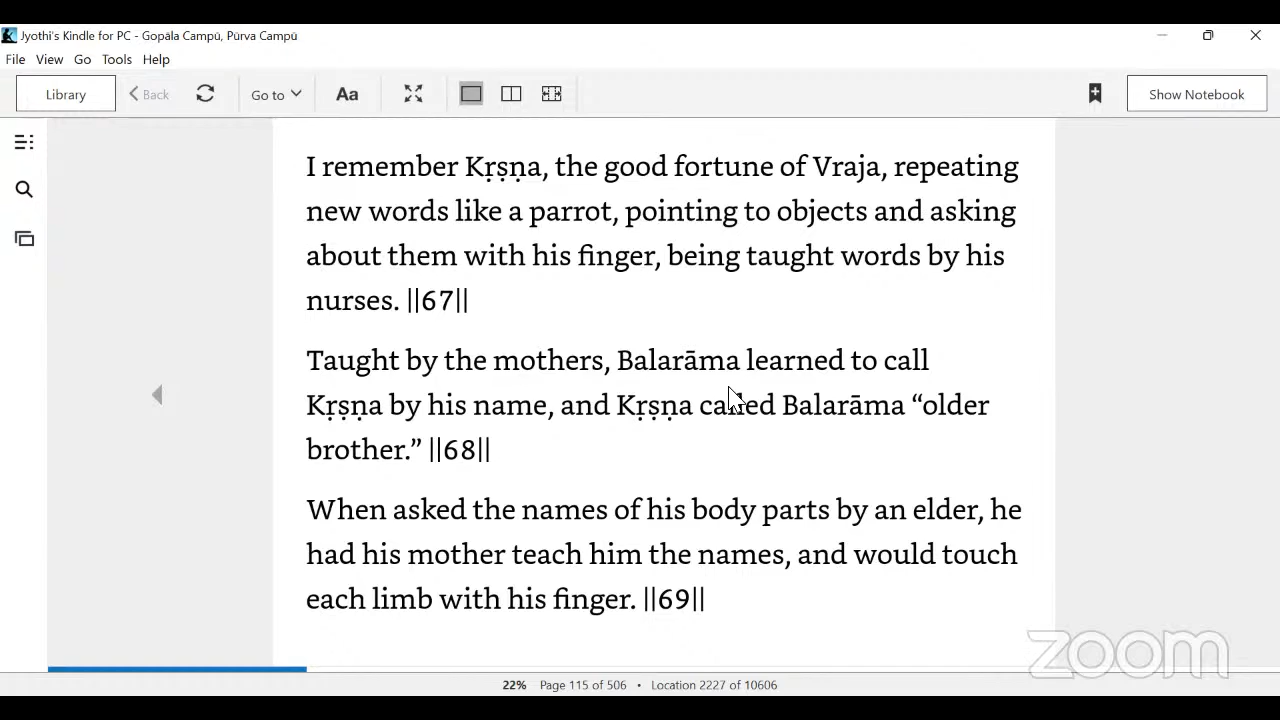 Jyothi's Kindle for PC - Gopāla Campū, Pūrva Campū
File View Go Tools Help
Library Back Go to Aa Show Notebook
I remember Kṛṣṇa, the good fortune of Vraja, repeating
new words like a parrot, pointing to objects and asking
about them with his finger, being taught words by his
nurses. ||67||
Taught by the mothers, Balarāma learned to call
Kṛṣṇa by his name, and Kṛṣṇa called Balarāma “older
brother.” ||68||
When asked the names of his body parts by an elder, he
had his mother teach him the names, and would touch
each limb with his finger. ||69||
zoom
22% Page 115 of 506 • Location 2227 of 10606